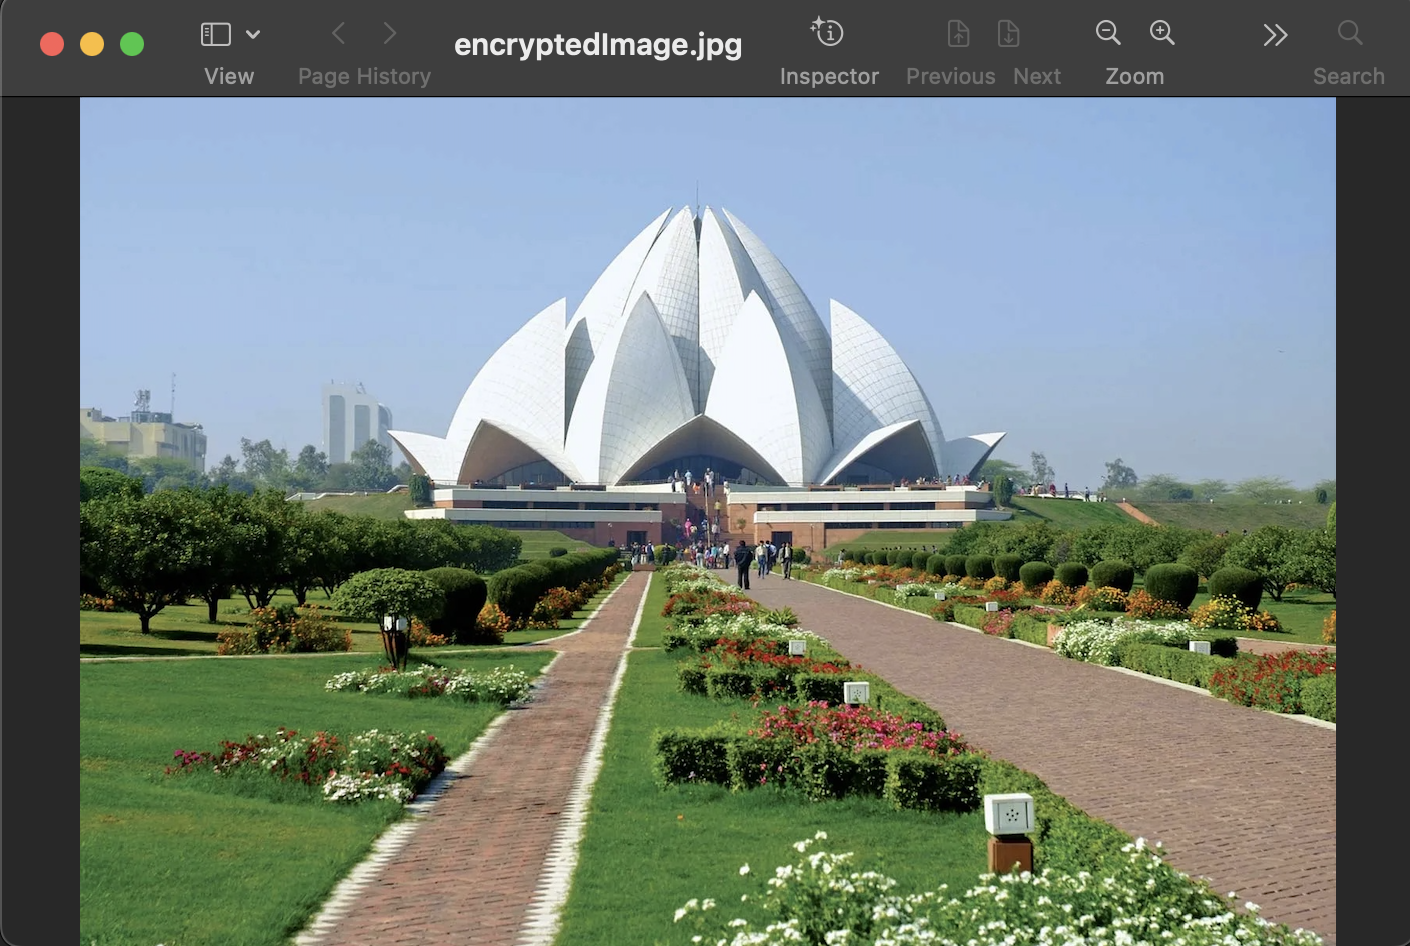 encryptedImage.jpg
View
Page History
Inspector
Previous
Next
Zoom
Search